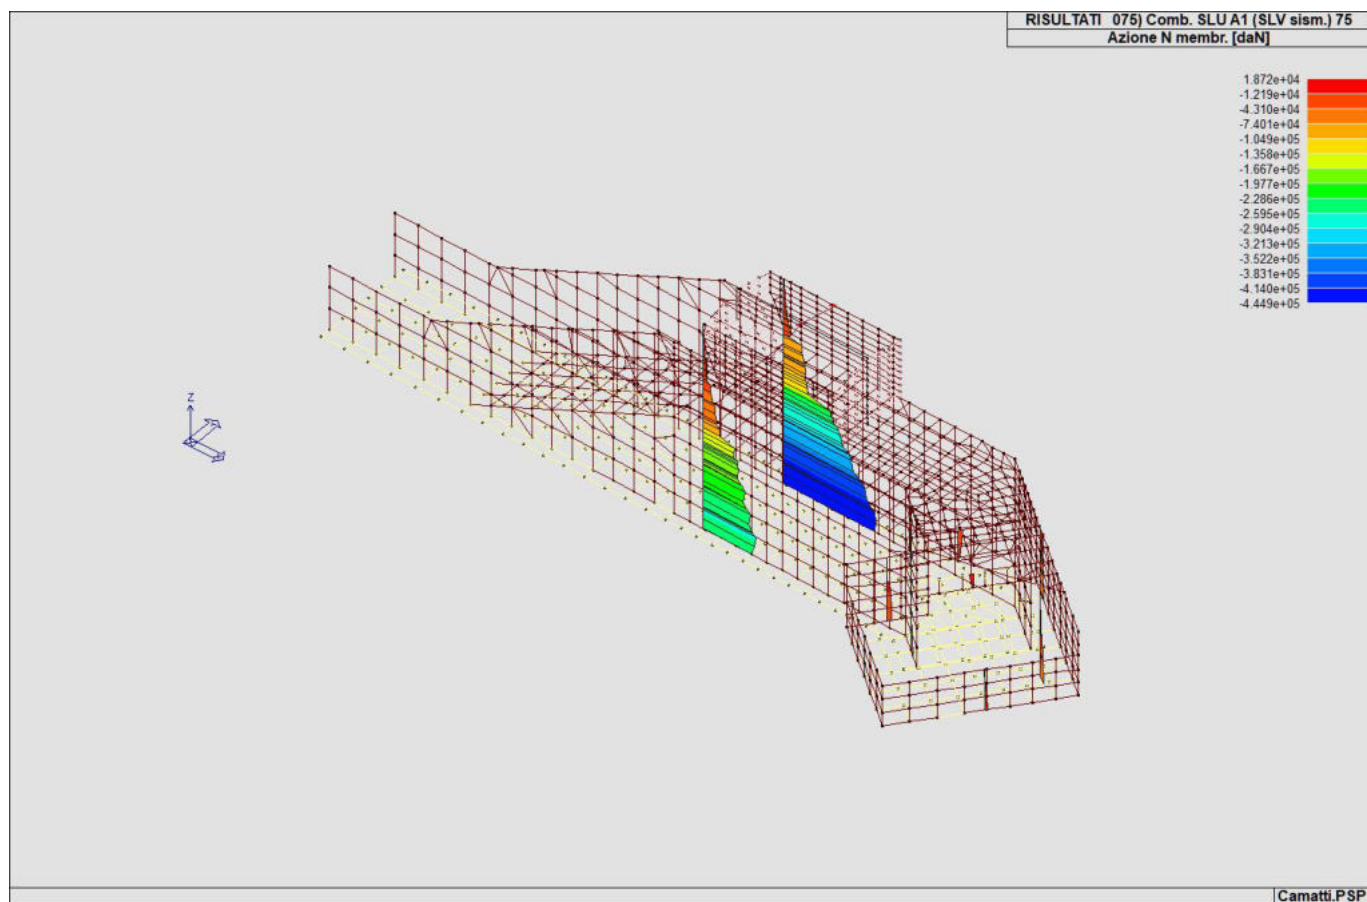 RISULTATI 075) Comb. SLU A1 (SLV sism.) 75
Azione N membr. [daN]
1.872e+04
-1.219e+04
-4.310e+04
-7.401e+04
-1.049e+05
-1.358e+05
-1.667e+05
-1.977e+05
-2.286e+05
-2.595e+05
-2.904e+05
-3.213e+05
-3.522e+05
-3.831e+05
-4.140e+05
-4.449e+05
Z
Camatti.PSP